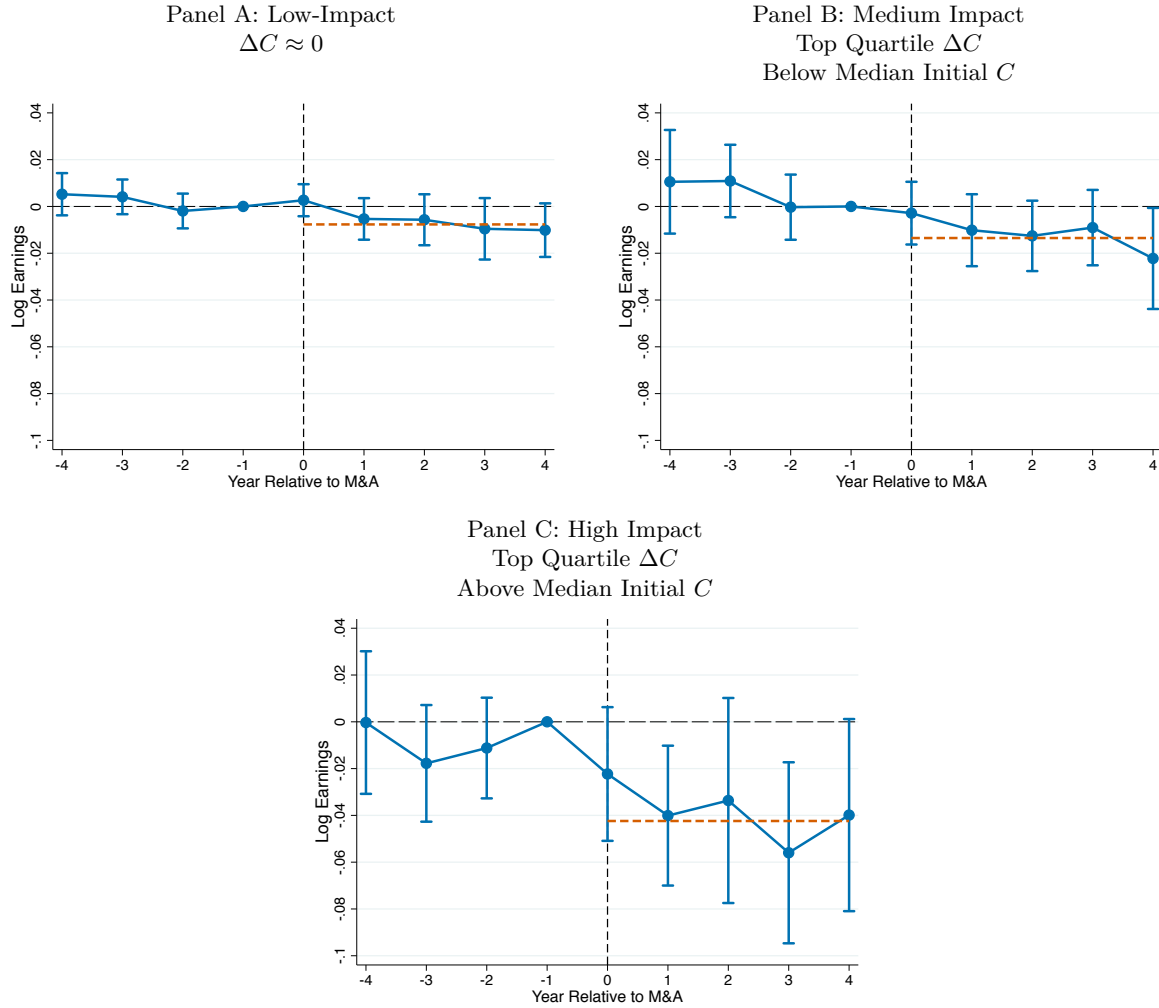 Panel A: Low-Impact
ΔC ≈ 0
.04
.02
0
-.02
-.04
-.06
-.08
-.1
Log Earnings
-4 -3 -2 -1 0 1 2 3 4
Year Relative to M&A
Panel B: Medium Impact
Top Quartile ΔC
Below Median Initial C
.04
.02
0
-.02
-.04
-.06
-.08
-.1
Log Earnings
-4 -3 -2 -1 0 1 2 3 4
Year Relative to M&A
Panel C: High Impact
Top Quartile ΔC
Above Median Initial C
.04
.02
0
-.02
-.04
-.06
-.08
-.1
Log Earnings
-4 -3 -2 -1 0 1 2 3 4
Year Relative to M&A